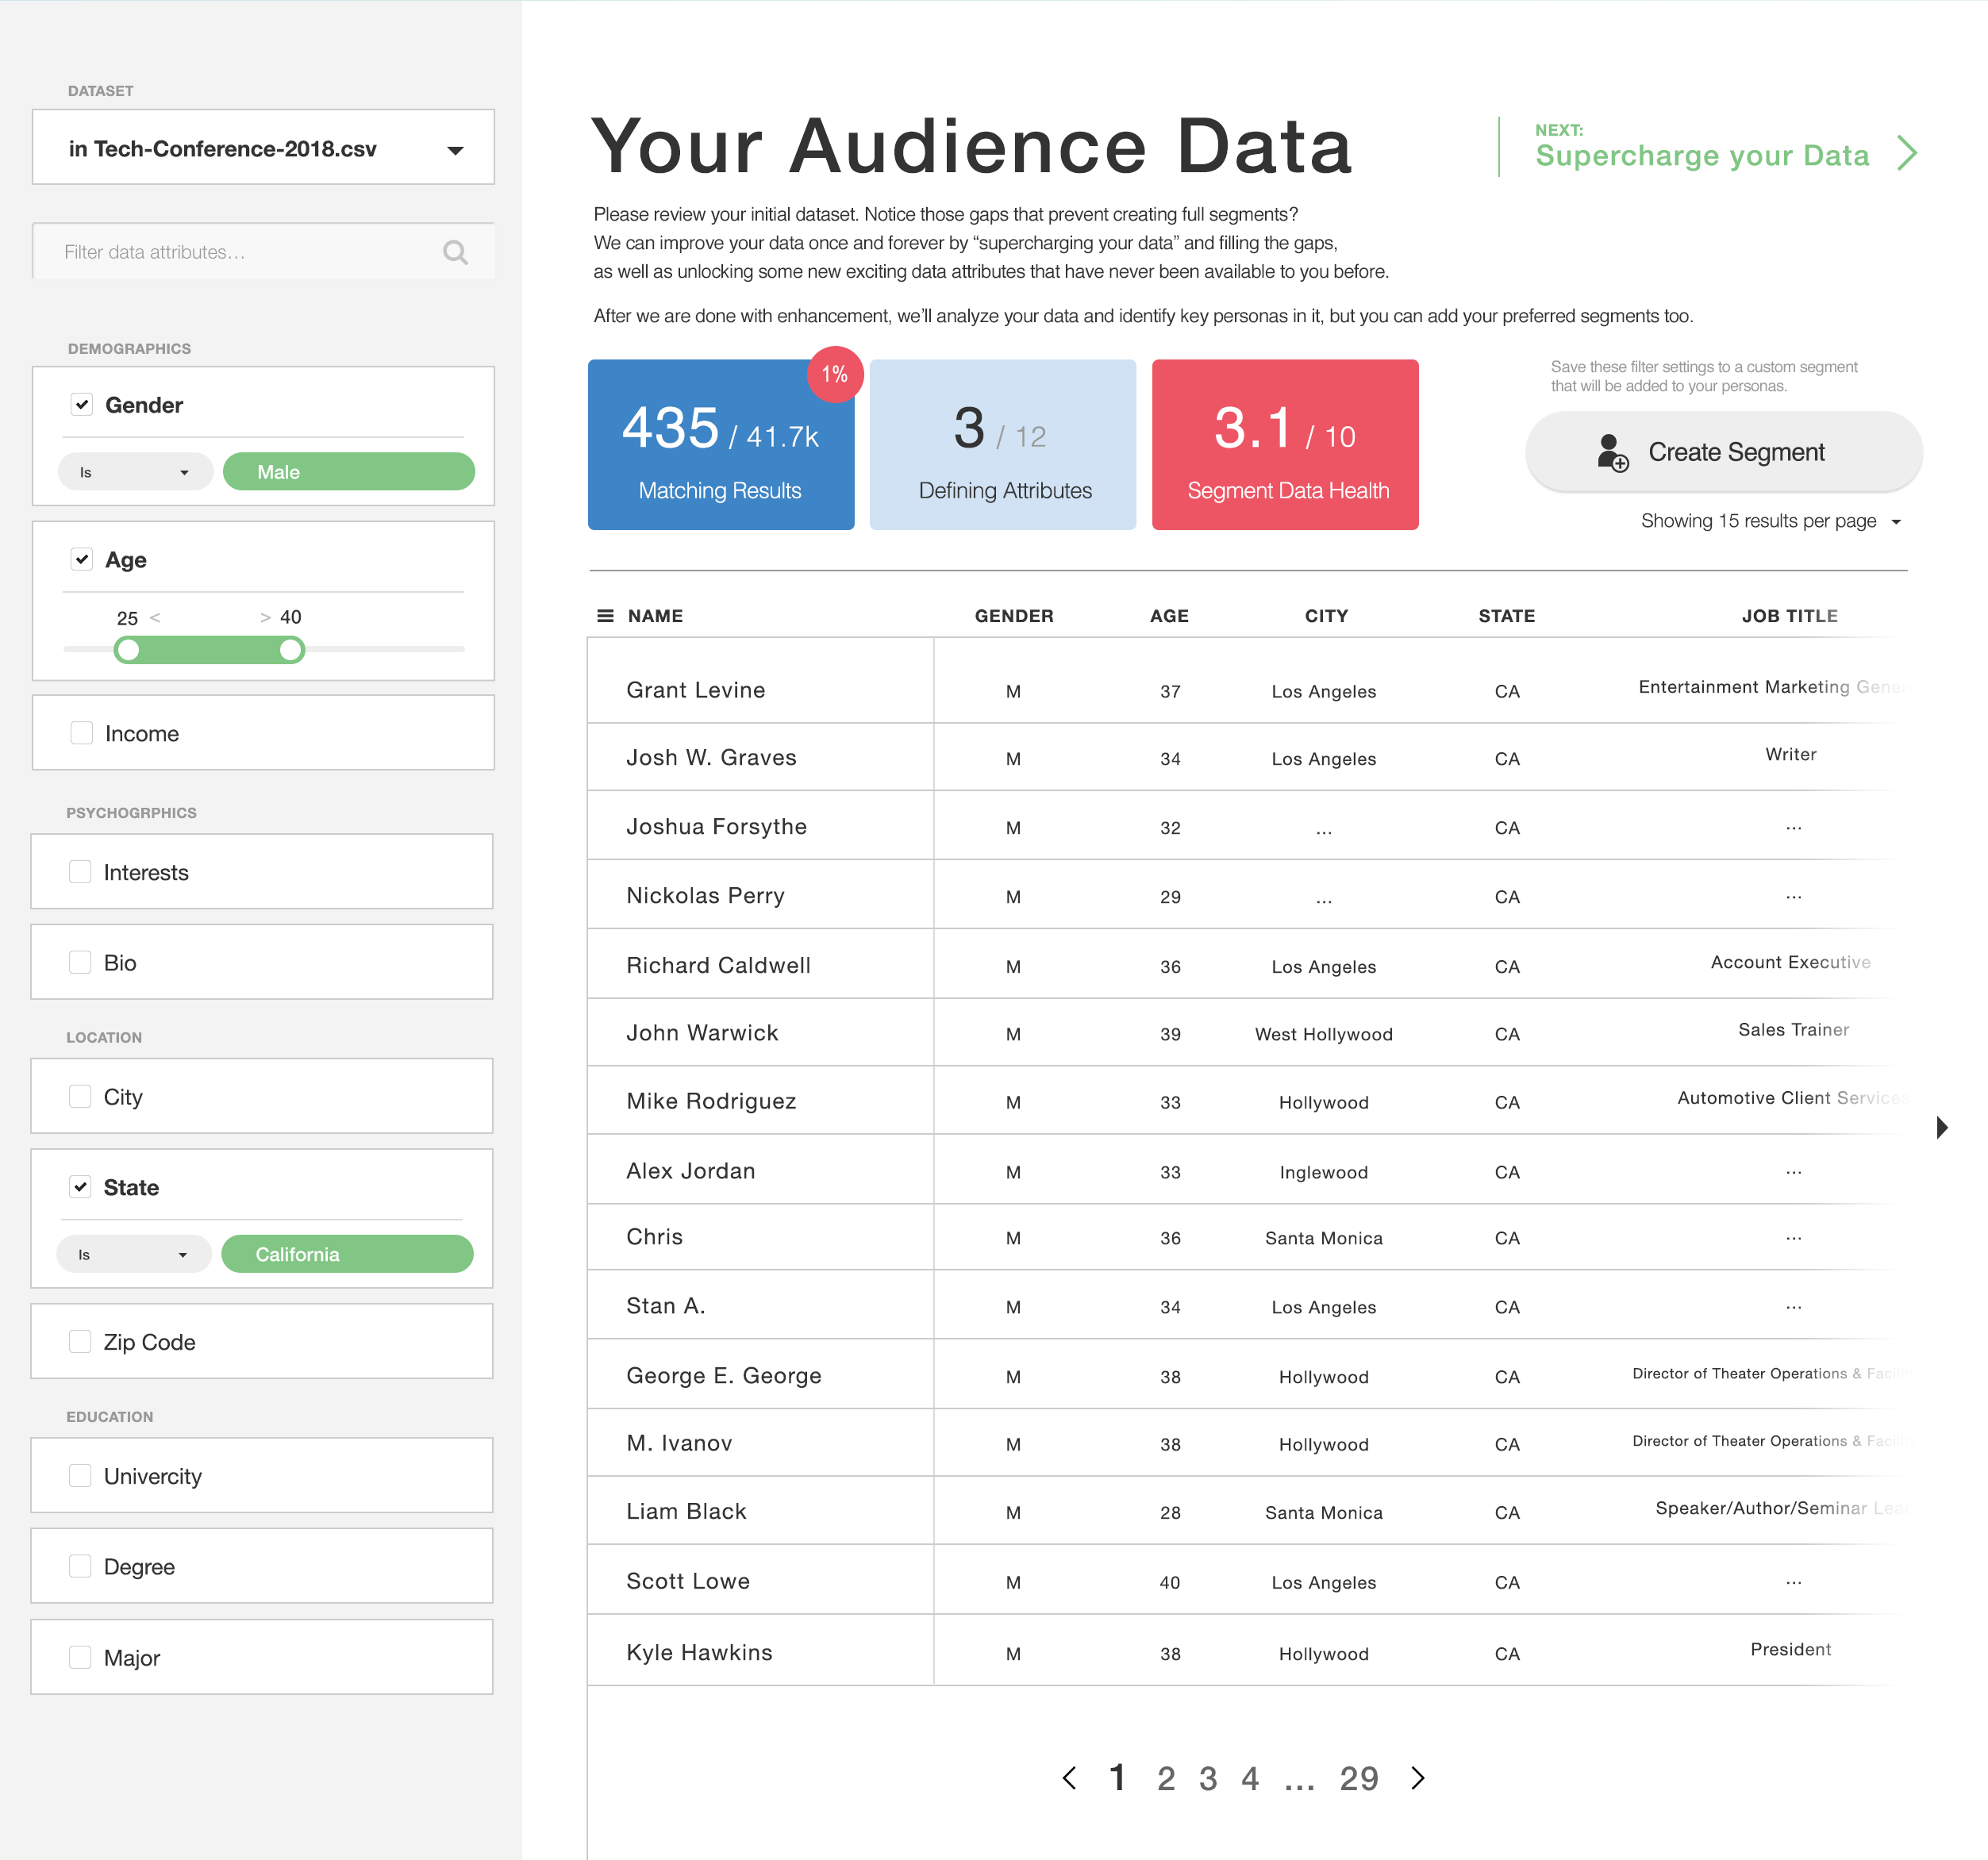 DATASET
in Tech-Conference-2018.csv
Filter data attributes…
DEMOGRAPHICS
Gender
Is Male
Age
25 < > 40
Income
PSYCHOGRPHICS
Interests
Bio
LOCATION
City
State
Is California
Zip Code
EDUCATION
Univercity
Degree
Major
Your Audience Data
NEXT:
Supercharge your Data
Please review your initial dataset. Notice those gaps that prevent creating full segments?
We can improve your data once and forever by “supercharging your data” and filling the gaps,
as well as unlocking some new exciting data attributes that have never been available to you before.
After we are done with enhancement, we’ll analyze your data and identify key personas in it, but you can add your preferred segments too.
1%
435 / 41.7k
Matching Results
3 / 12
Defining Attributes
3.1 / 10
Segment Data Health
Save these filter settings to a custom segment
that will be added to your personas.
Create Segment
Showing 15 results per page
NAME GENDER AGE CITY STATE JOB TITLE
Grant Levine M 37 Los Angeles CA Entertainment Marketing
Josh W. Graves M 34 Los Angeles CA Writer
Joshua Forsythe M 32 ... CA ...
Nickolas Perry M 29 ... CA ...
Richard Caldwell M 36 Los Angeles CA Account Executive
John Warwick M 39 West Hollywood CA Sales Trainer
Mike Rodriguez M 33 Hollywood CA Automotive Client Services
Alex Jordan M 33 Inglewood CA ...
Chris M 36 Santa Monica CA ...
Stan A. M 34 Los Angeles CA ...
George E. George M 38 Hollywood CA Director of Theater Operations &
M. Ivanov M 38 Hollywood CA Director of Theater Operations &
Liam Black M 28 Santa Monica CA Speaker/Author/Seminar
Scott Lowe M 40 Los Angeles CA ...
Kyle Hawkins M 38 Hollywood CA President
< 1 2 3 4 ... 29 >